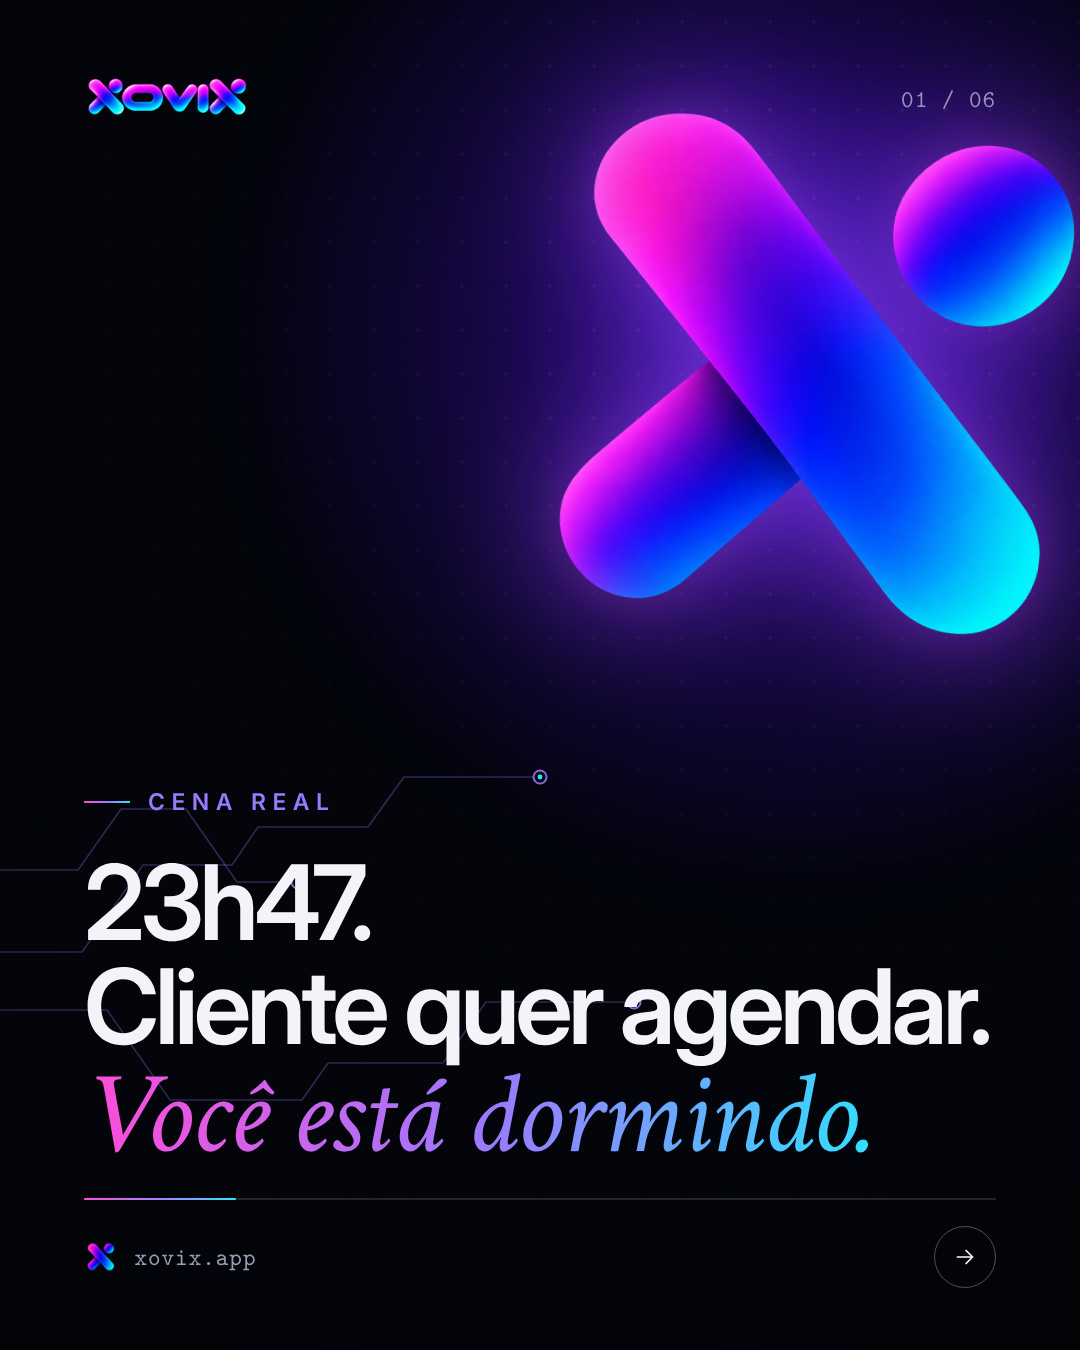 XOVIX
01 / 06
CENA REAL
23h47.
Cliente quer agendar.
Você está dormindo.
xovix.app